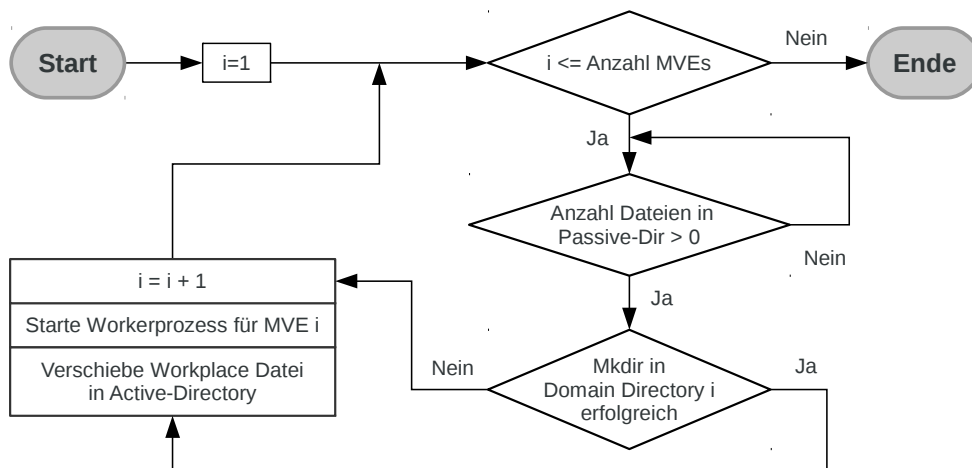 Start
i=1
i <= Anzahl MVEs
Nein
Ende
Ja
Anzahl Dateien in
Passive-Dir > 0
Nein
Ja
i = i + 1
Starte Workerprozess für MVE i
Verschiebe Workplace Datei
in Active-Directory
Nein
Mkdir in
Domain Directory i
erfolgreich
Ja